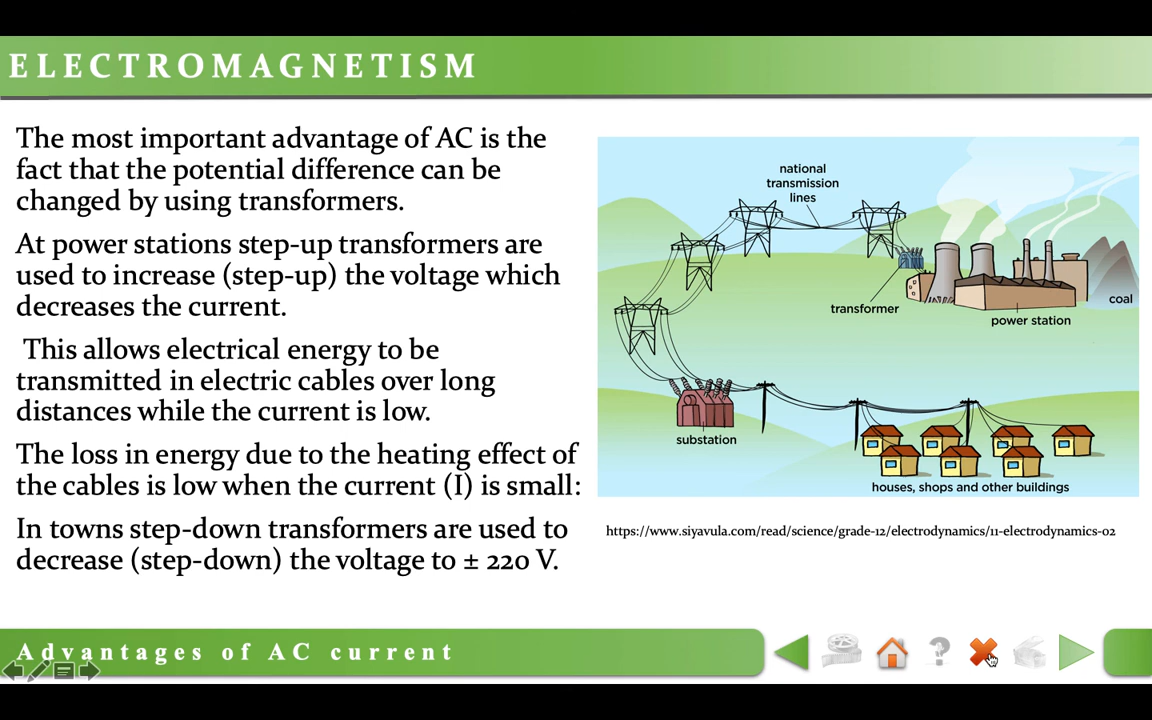 ELECTROMAGNETISM
The most important advantage of AC is the
fact that the potential difference can be
changed by using transformers.
At power stations step-up transformers are
used to increase (step-up) the voltage which
decreases the current.
This allows electrical energy to be
transmitted in electric cables over long
distances while the current is low.
The loss in energy due to the heating effect of
the cables is low when the current (I) is small:
In towns step-down transformers are used to
decrease (step-down) the voltage to ± 220 V.
national
transmission
lines
transformer
power station
coal
substation
houses, shops and other buildings
https://www.siyavula.com/read/science/grade-12/electrodynamics/11-electrodynamics-02
Advantages of AC current